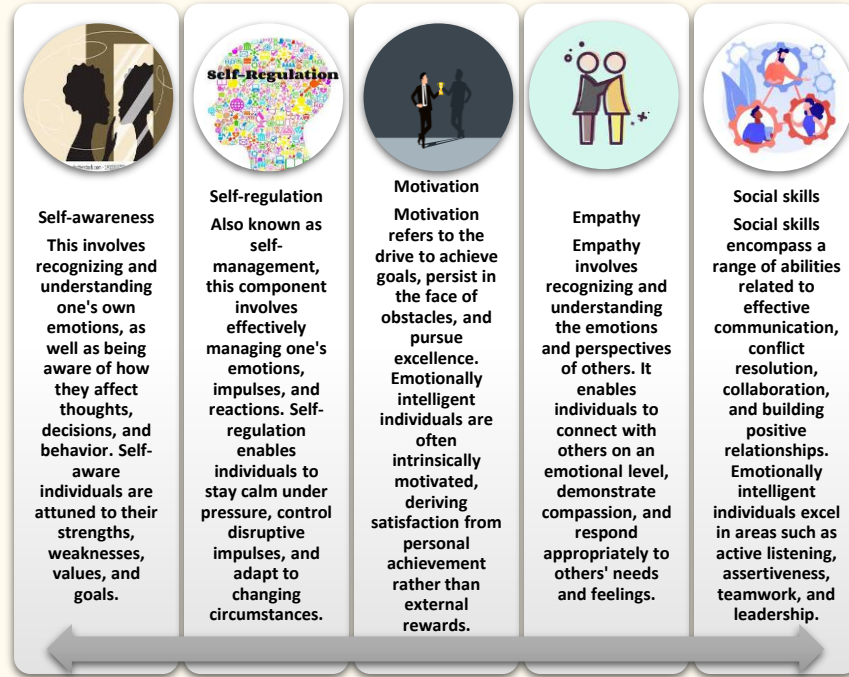 Self-Regulation
Self-awareness
This involves
recognizing and
understanding
one's own
emotions, as
well as being
aware of how
they affect
thoughts,
decisions, and
behavior. Self-
aware
individuals are
attuned to their
strengths,
weaknesses,
values, and
goals.
Self-regulation
Also known as
self-
management,
this component
involves
effectively
managing one's
emotions,
impulses, and
reactions. Self-
regulation
enables
individuals to
stay calm under
pressure, control
disruptive
impulses, and
adapt to
changing
circumstances.
Motivation
Motivation
refers to the
drive to achieve
goals, persist in
the face of
obstacles, and
pursue
excellence.
Emotionally
intelligent
individuals are
often
intrinsically
motivated,
deriving
satisfaction from
personal
achievement
rather than
external
rewards.
Empathy
Empathy
involves
recognizing and
understanding
the emotions
and perspectives
of others. It
enables
individuals to
connect with
others on an
emotional level,
demonstrate
compassion, and
respond
appropriately to
others' needs
and feelings.
Social skills
Social skills
encompass a
range of abilities
related to
effective
communication,
conflict
resolution,
collaboration,
and building
positive
relationships.
Emotionally
intelligent
individuals excel
in areas such as
active listening,
assertiveness,
teamwork, and
leadership.